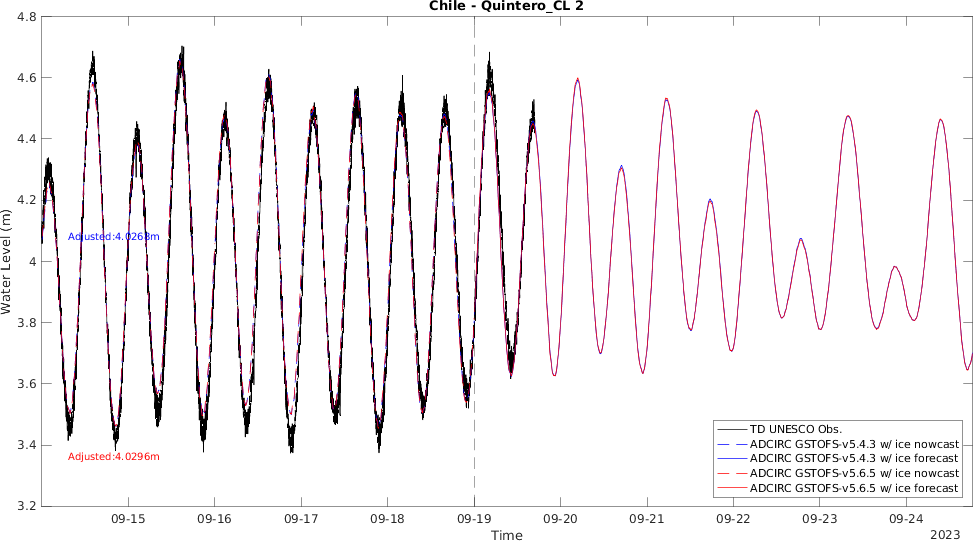 Chile - Quintero_CL 2
4.8
4.6
4.4
4.2
4
3.8
3.6
3.4
3.2
Water Level (m)
Adjusted:4.0268m
Adjusted:4.0296m
TD UNESCO Obs.
ADCIRC GSTOFS-v5.4.3 w/ ice nowcast
ADCIRC GSTOFS-v5.4.3 w/ ice forecast
ADCIRC GSTOFS-v5.6.5 w/ ice nowcast
ADCIRC GSTOFS-v5.6.5 w/ ice forecast
09-15 09-16 09-17 09-18 09-19 09-20 09-21 09-22 09-23 09-24
Time
2023